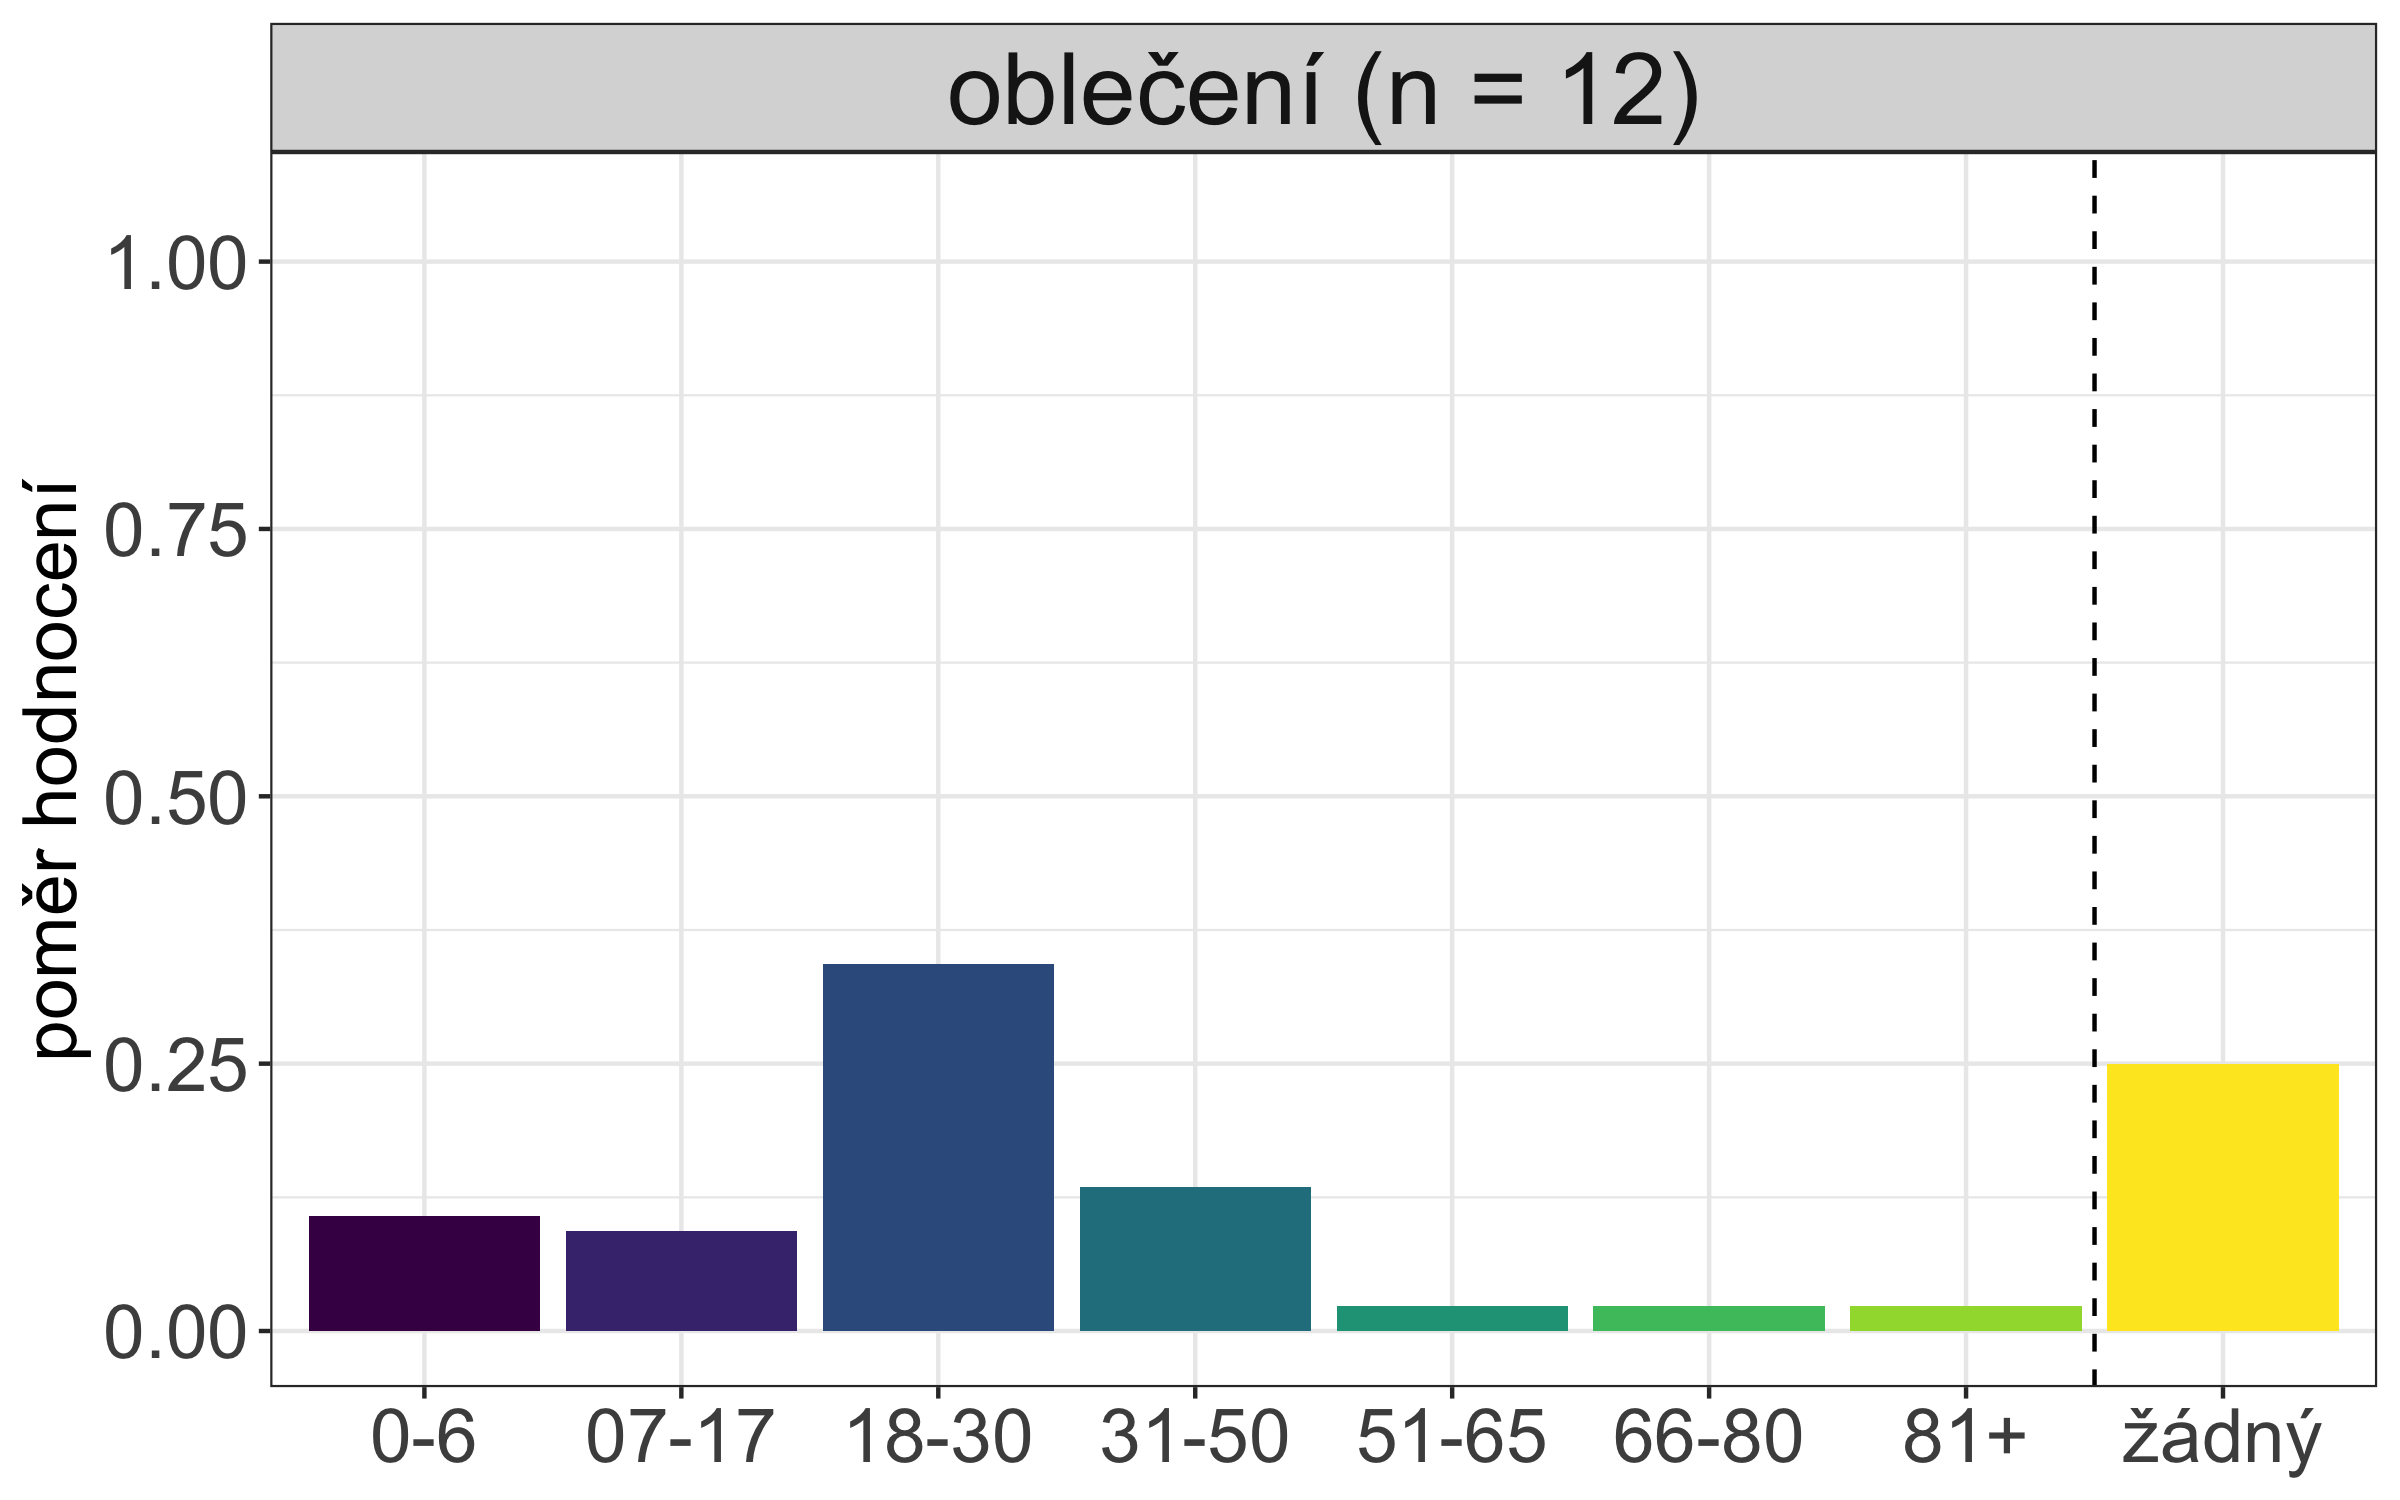 oblečení (n = 12)
poměr hodnocení
1.00
0.75
0.50
0.25
0.00
0-6 07-17 18-30 31-50 51-65 66-80 81+ žádný